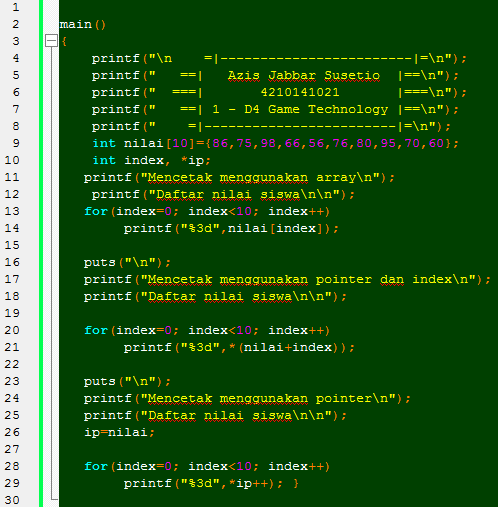 1
2 main()
3 {
4 printf("\n    =|------------------------|=\n");
5 printf("   ==|   Azis Jabbar Susetio  |==\n");
6 printf("  ===|       4210141021       |===\n");
7 printf("   ==| 1 - D4 Game Technology |==\n");
8 printf("    =|------------------------|=\n");
9 int nilai[10]={86,75,98,66,56,76,80,95,70,60};
10 int index, *ip;
11 printf("Mencetak menggunakan array\n");
12 printf("Daftar nilai siswa\n\n");
13 for(index=0; index<10; index++)
14 printf("%3d",nilai[index]);
15
16 puts("\n");
17 printf("Mencetak menggunakan pointer dan index\n");
18 printf("Daftar nilai siswa\n\n");
19
20 for(index=0; index<10; index++)
21 printf("%3d",*(nilai+index));
22
23 puts("\n");
24 printf("Mencetak menggunakan pointer\n");
25 printf("Daftar nilai siswa\n\n");
26 ip=nilai;
27
28 for(index=0; index<10; index++)
29 printf("%3d",*ip++); }
30